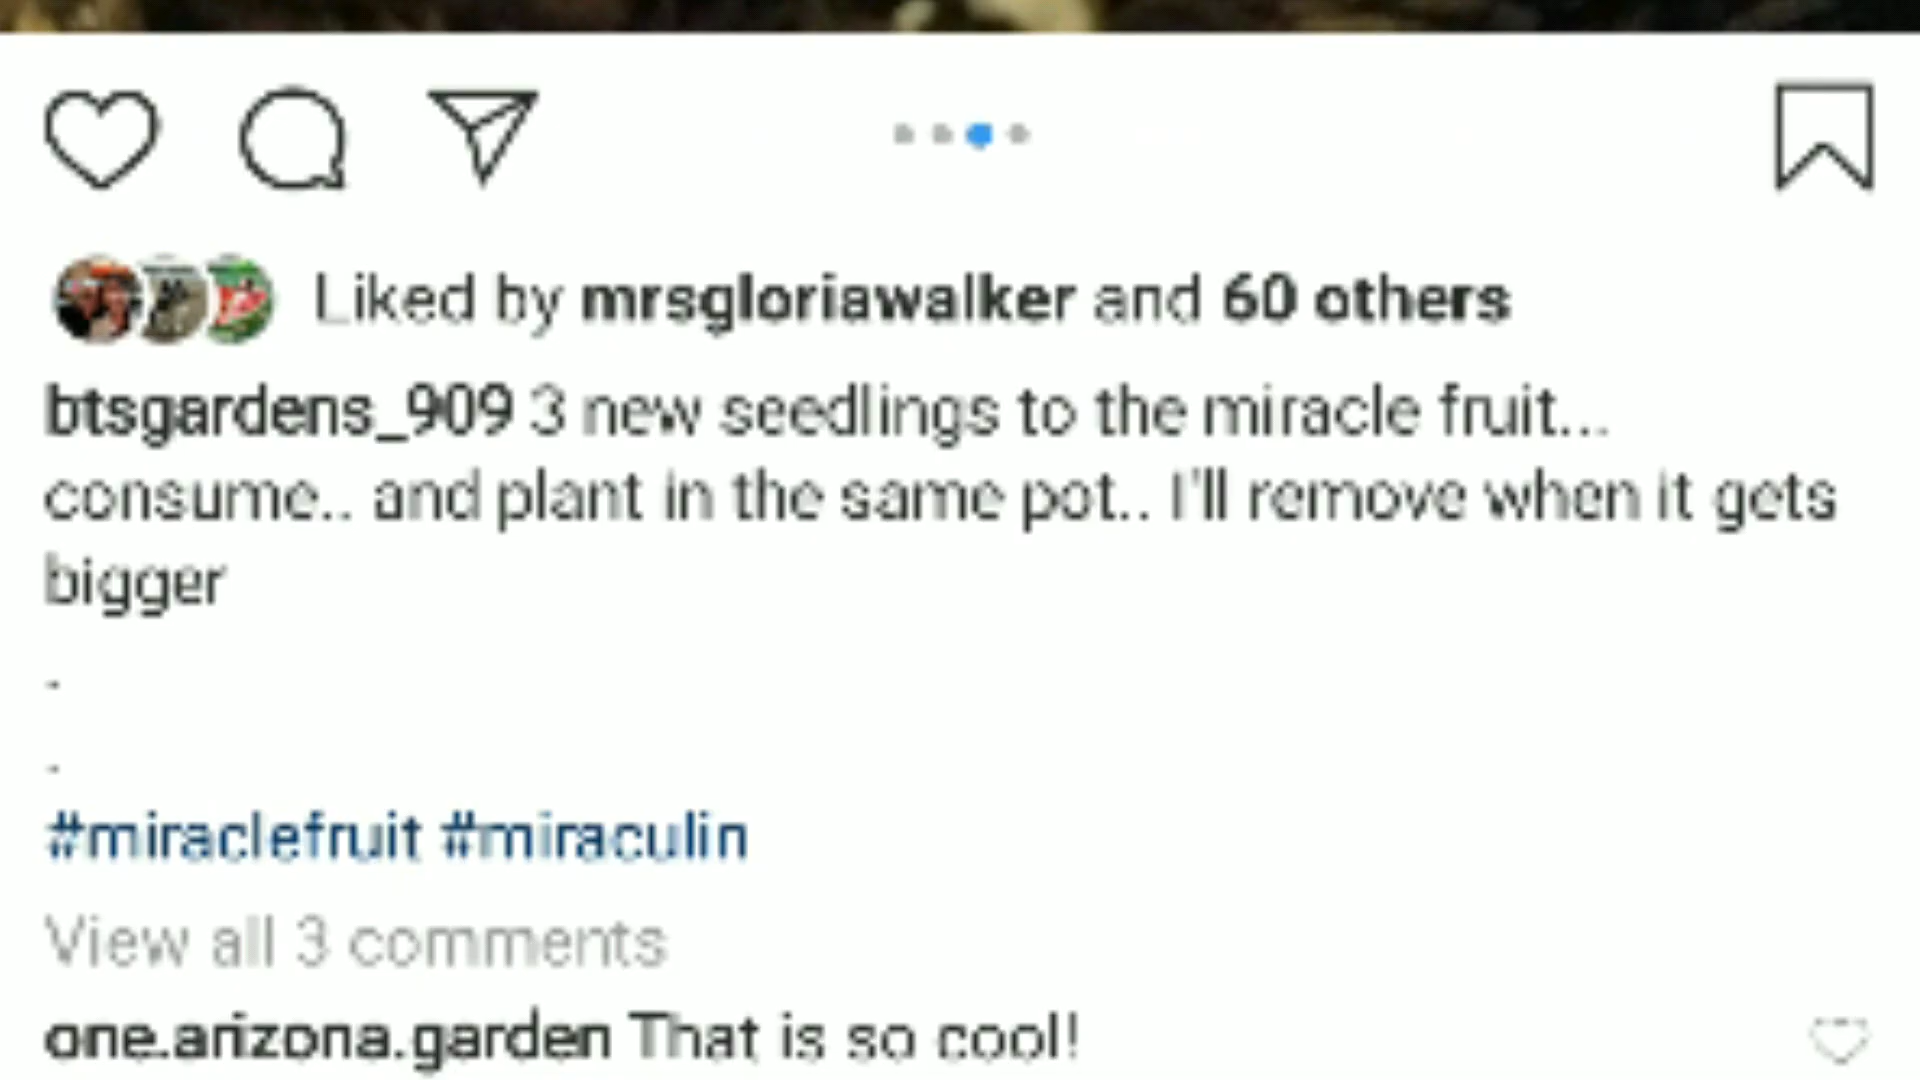 Liked by mrsgloriawalker and 60 others
btsgardens_909 3 new seedlings to the miracle fruit...
consume.. and plant in the same pot.. I'll remove when it gets
bigger
.
.
#miraclefruit #miraculin
View all 3 comments
one.arizona.garden That is so cool!